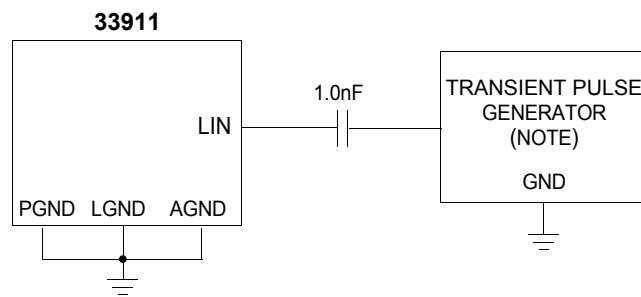 33911
1.0nF
TRANSIENT PULSE
GENERATOR
(NOTE)
LIN
GND
PGND LGND AGND